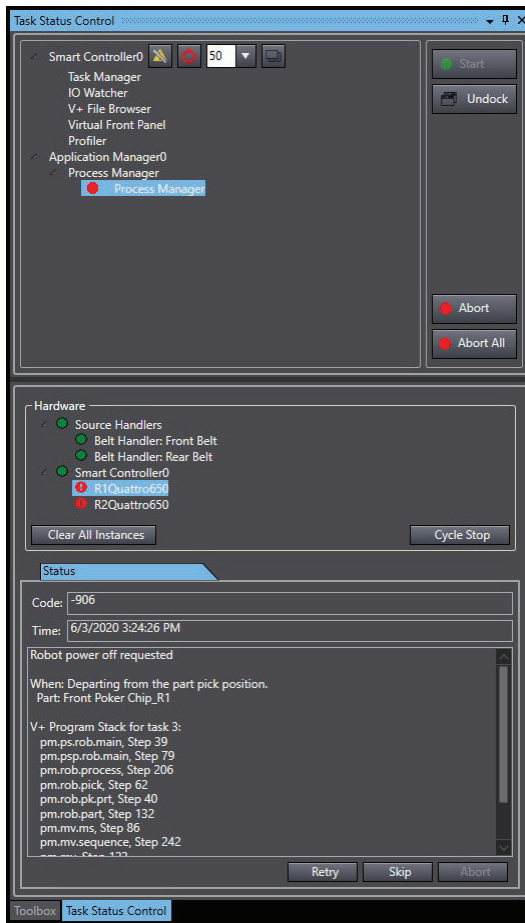 Task Status Control
Smart Controller0 50
Start
Task Manager
IO Watcher
V+ File Browser
Undock
Virtual Front Panel
Profiler
Application Manager0
Process Manager
Process Manager
Abort
Abort All
Hardware
Source Handlers
Belt Handler: Front Belt
Belt Handler: Rear Belt
Smart Controller0
R1Quattro650
R2Quattro650
Clear All Instances
Cycle Stop
Status
Code: -906
Time: 6/3/2020 3:24:26 PM
Robot power off requested
When: Departing from the part pick position.
Part: Front Poker Chip_R1
V+ Program Stack for task 3:
pm.ps.rob.main, Step 39
pm.psp.rob.main, Step 79
pm.rob.process, Step 206
pm.rob.pick, Step 62
pm.rob.pk.prt, Step 40
pm.rob.part, Step 132
pm.mv.ms, Step 86
pm.mv.sequence, Step 242
Retry
Skip
Abort
Toolbox
Task Status Control